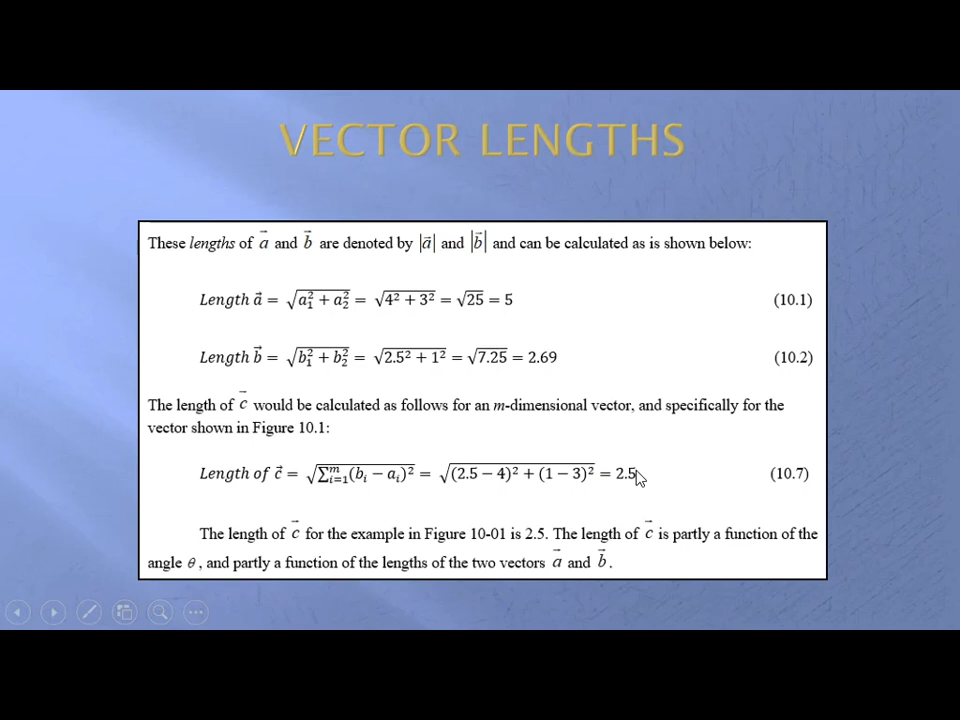 VECTOR LENGTHS
These lengths of a⃗ and b⃗ are denoted by |a⃗| and |b⃗| and can be calculated as is shown below:
Length a⃗ = √(a₁² + a₂²) = √(4² + 3²) = √25 = 5 (10.1)
Length b⃗ = √(b₁² + b₂²) = √(2.5² + 1²) = √7.25 = 2.69 (10.2)
The length of c⃗ would be calculated as follows for an m-dimensional vector, and specifically for the
vector shown in Figure 10.1:
Length of c⃗ = √(∑ᵢ₌₁ᵐ(bᵢ − aᵢ)²) = √((2.5 − 4)² + (1 − 3)²) = 2.5 (10.7)
The length of c⃗ for the example in Figure 10-01 is 2.5. The length of c⃗ is partly a function of the
angle θ , and partly a function of the lengths of the two vectors a⃗ and b⃗ .